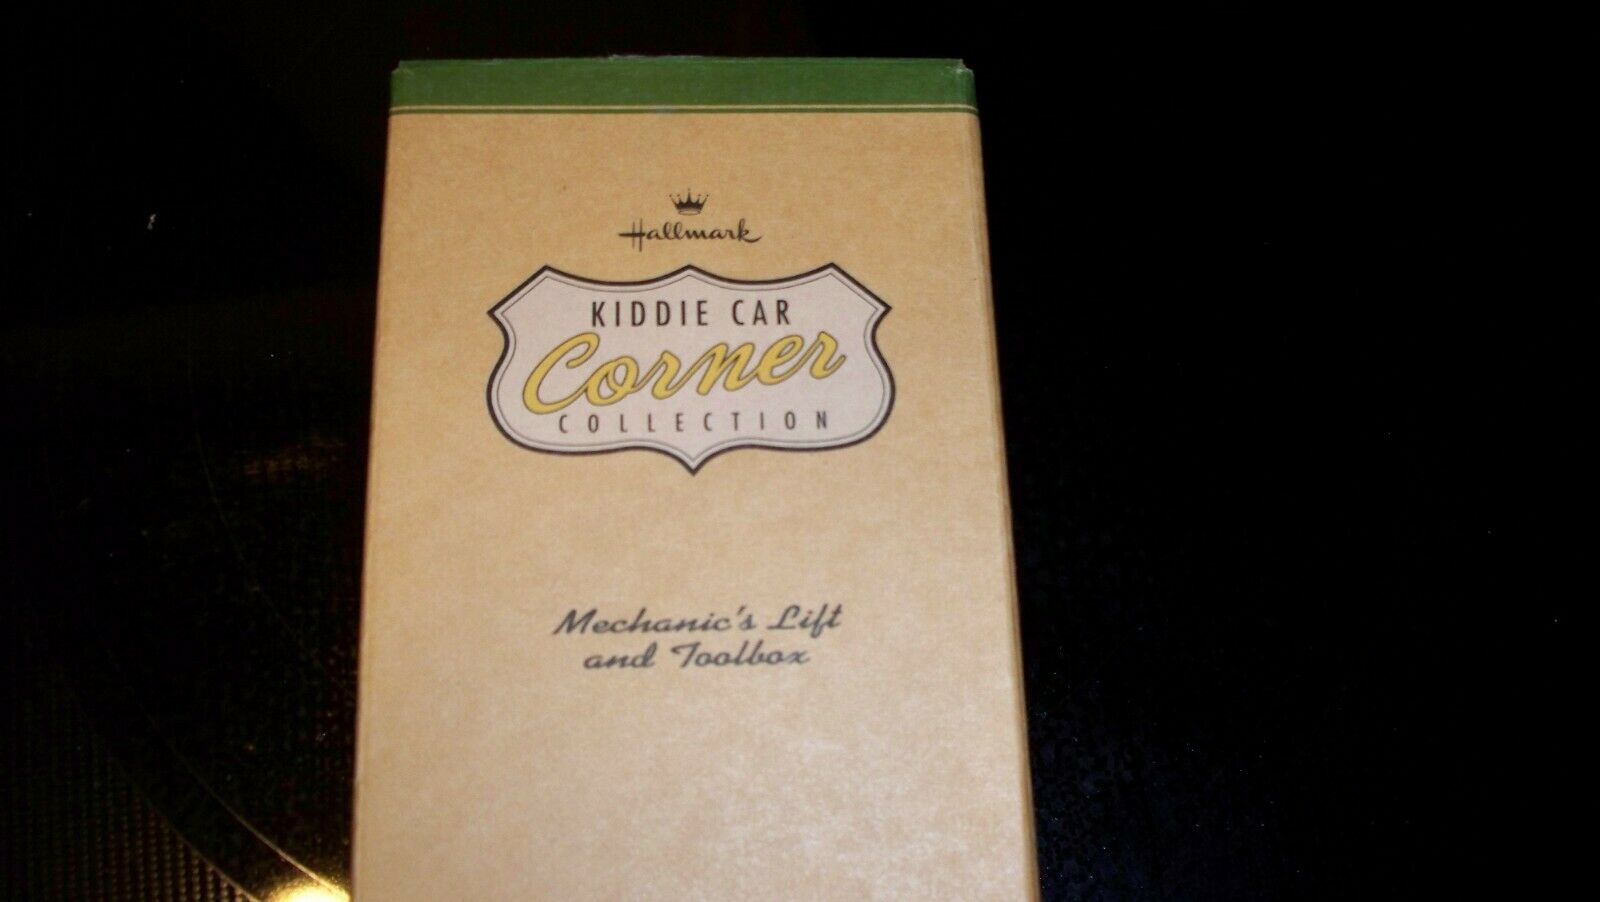 Hallmark
KIDDIE CAR
Corner
COLLECTION
Mechanic's Lift
and Toolbox